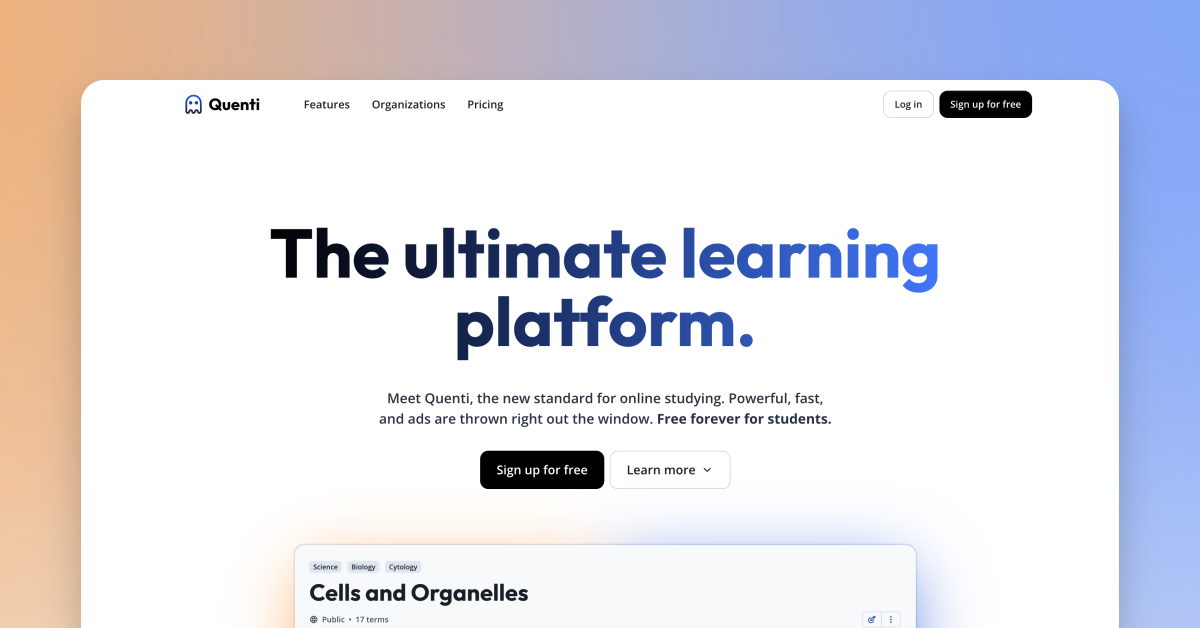 Quenti
Features
Organizations
Pricing
Log in
Sign up for free
The ultimate learning
platform.
Meet Quenti, the new standard for online studying. Powerful, fast,
and ads are thrown right out the window. Free forever for students.
Sign up for free
Learn more
Science
Biology
Cytology
Cells and Organelles
Public • 17 terms